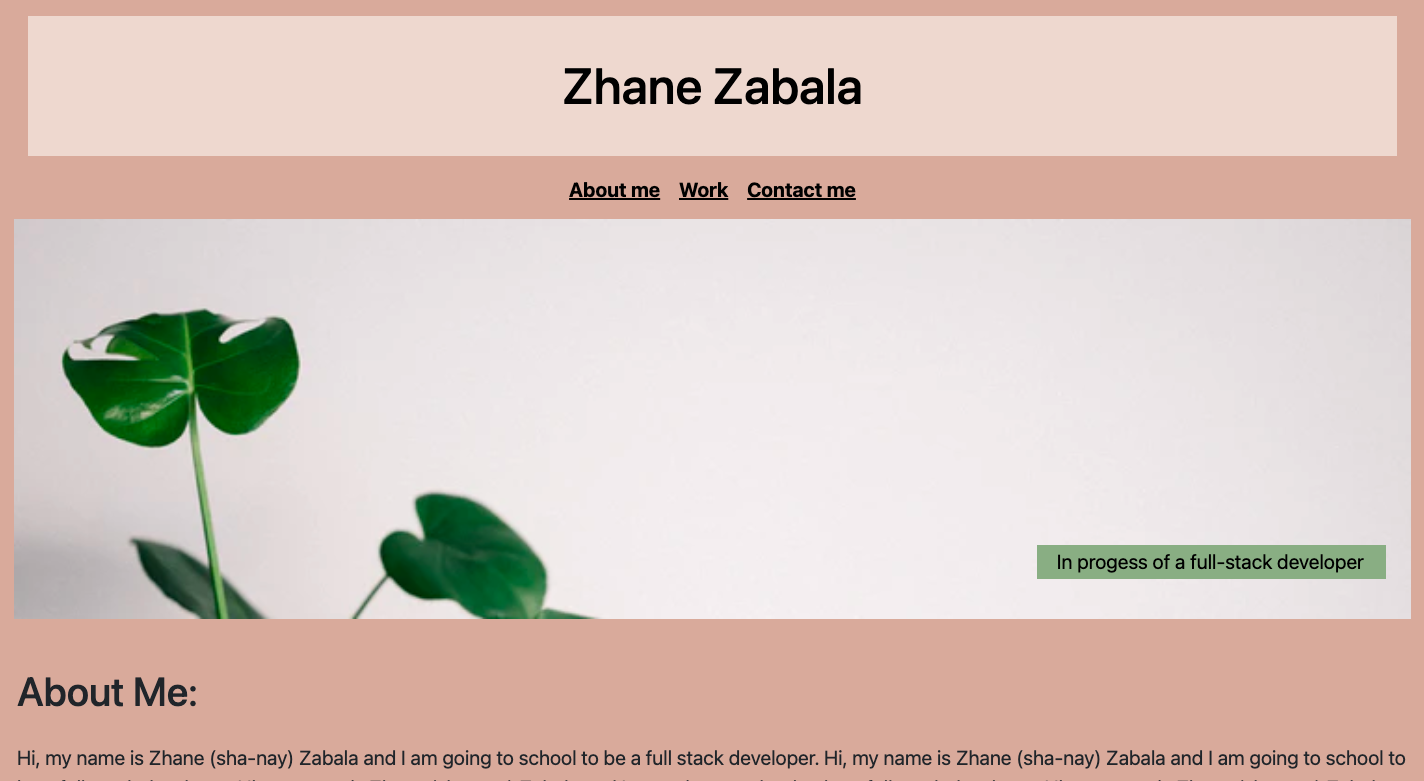 Zhane Zabala
About me Work Contact me
In progess of a full-stack developer
About Me:
Hi, my name is Zhane (sha-nay) Zabala and I am going to school to be a full stack developer. Hi, my name is Zhane (sha-nay) Zabala and I am going to school to